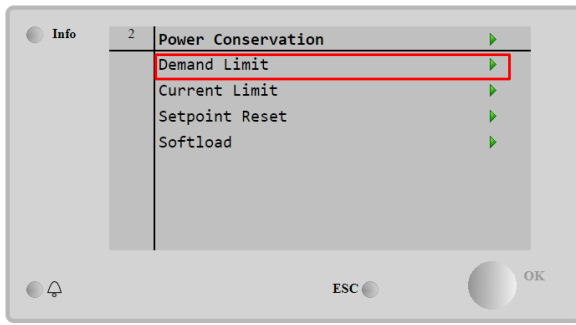 Info
2 Power Conservation
Demand Limit
Current Limit
Setpoint Reset
Softload
ESC
OK